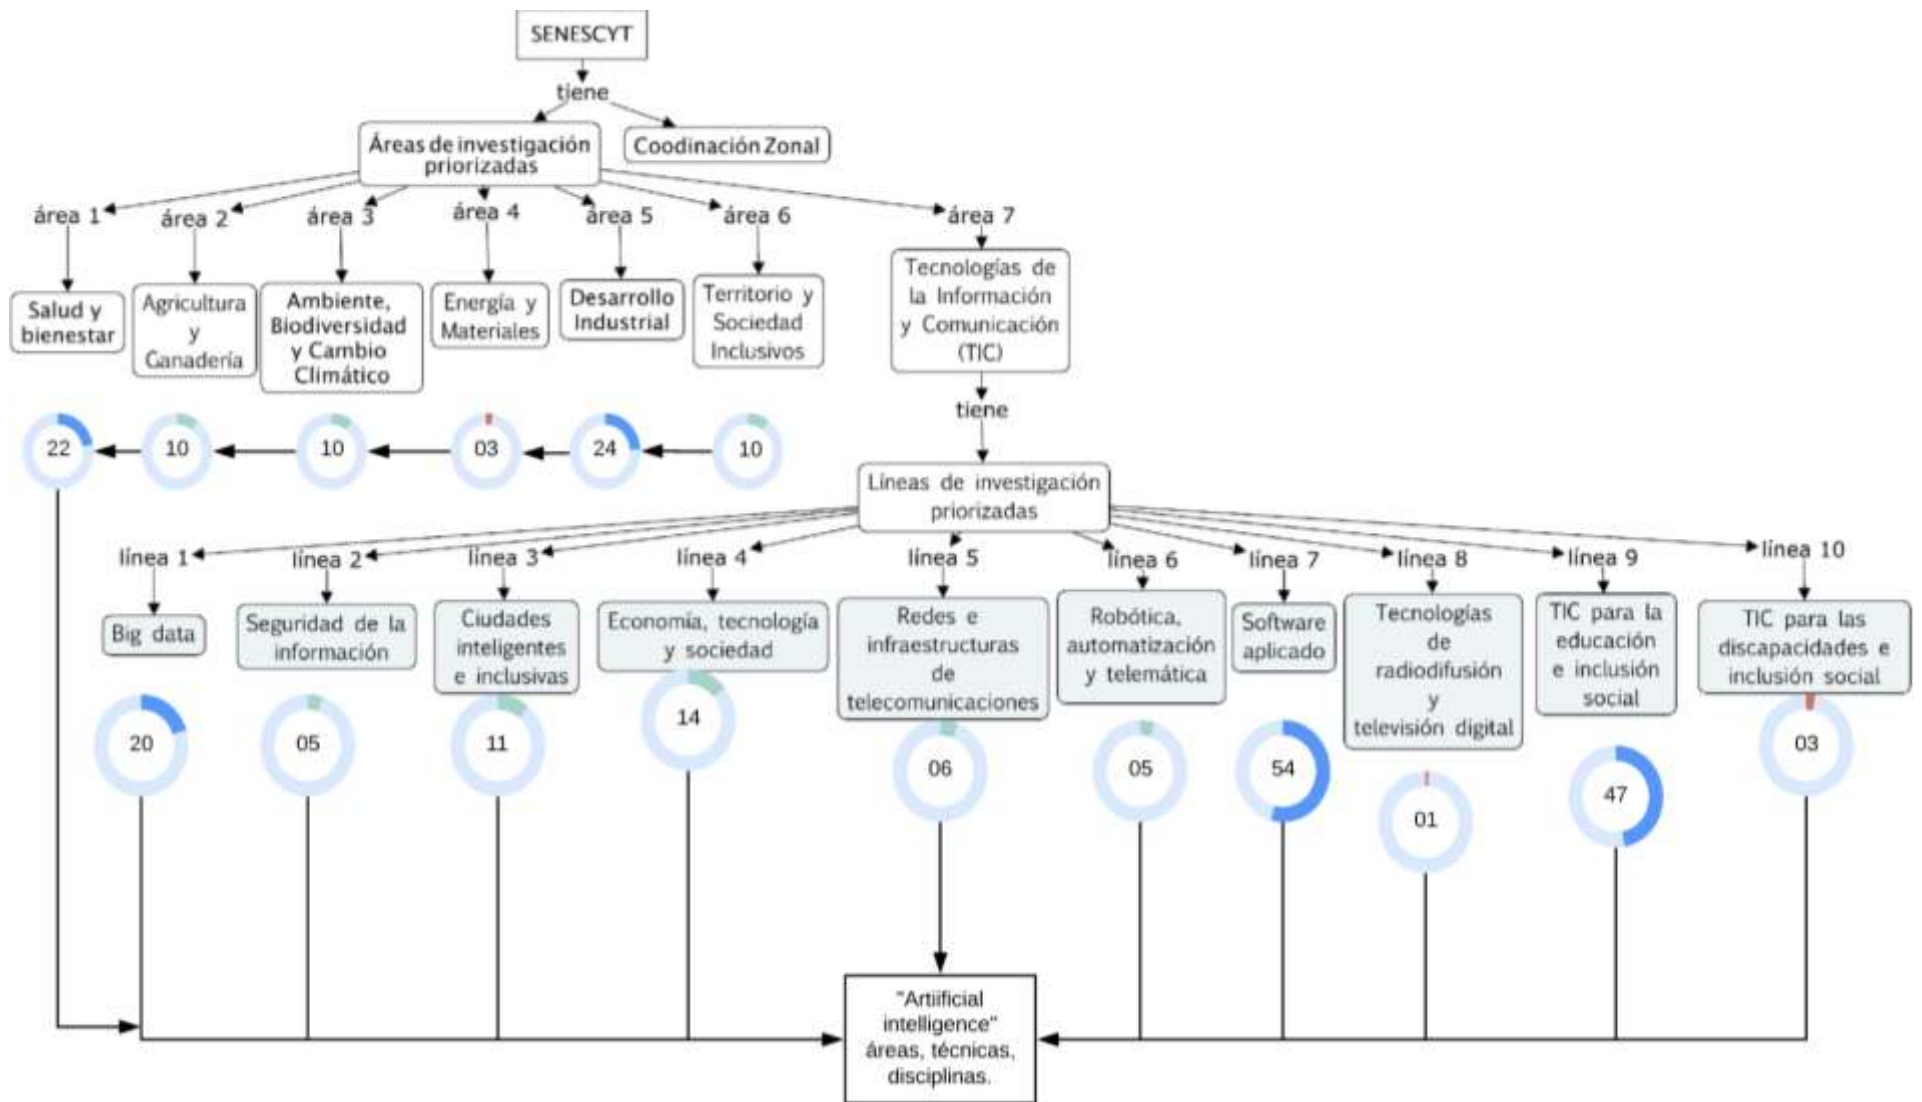 SENESCYT
tiene
Áreas de investigación
priorizadas
Coodinación Zonal
área 1
área 2
área 3
área 4
área 5
área 6
área 7
Salud y
bienestar
Agricultura
y
Ganadería
Ambiente,
Biodiversidad
y Cambio
Climático
Energía y
Materiales
Desarrollo
Industrial
Territorio y
Sociedad
Inclusivos
Tecnologías de
la Información
y Comunicación
(TIC)
tiene
22
10
10
03
24
10
Líneas de investigación
priorizadas
línea 1
línea 2
línea 3
línea 4
línea 5
línea 6
línea 7
línea 8
línea 9
línea 10
Big data
Seguridad de la
información
Ciudades
inteligentes
e inclusivas
Economía, tecnología
y sociedad
Redes e
infraestructuras
de
telecomunicaciones
Robótica,
automatización
y telemática
Software
aplicado
Tecnologías
de
radiodifusión
y
televisión digital
TIC para la
educación
e inclusión
social
TIC para las
discapacidades e
inclusión social
20
05
11
14
06
05
54
01
47
03
"Artiificial
intelligence"
áreas, técnicas,
disciplinas.